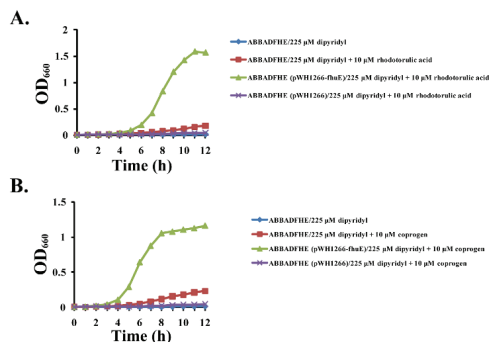 A.
OD660
2
1.5
1
0.5
0
0 2 4 6 8 10 12
Time (h)
ABBADFHE/225 µM dipyridyl
ABBADFHE/225 µM dipyridyl + 10 µM rhodotorulic acid
ABBADFHE (pWH1266-fhuE)/225 µM dipyridyl + 10 µM rhodotorulic acid
ABBADFHE (pWH1266)/225 µM dipyridyl + 10 µM rhodotorulic acid
B.
OD660
1.5
1
0.5
0
0 2 4 6 8 10 12
Time (h)
ABBADFHE/225 µM dipyridyl
ABBADFHE/225 µM dipyridyl + 10 µM coprogen
ABBADFHE (pWH1266-fhuE)/225 µM dipyridyl + 10 µM coprogen
ABBADFHE (pWH1266)/225 µM dipyridyl + 10 µM coprogen